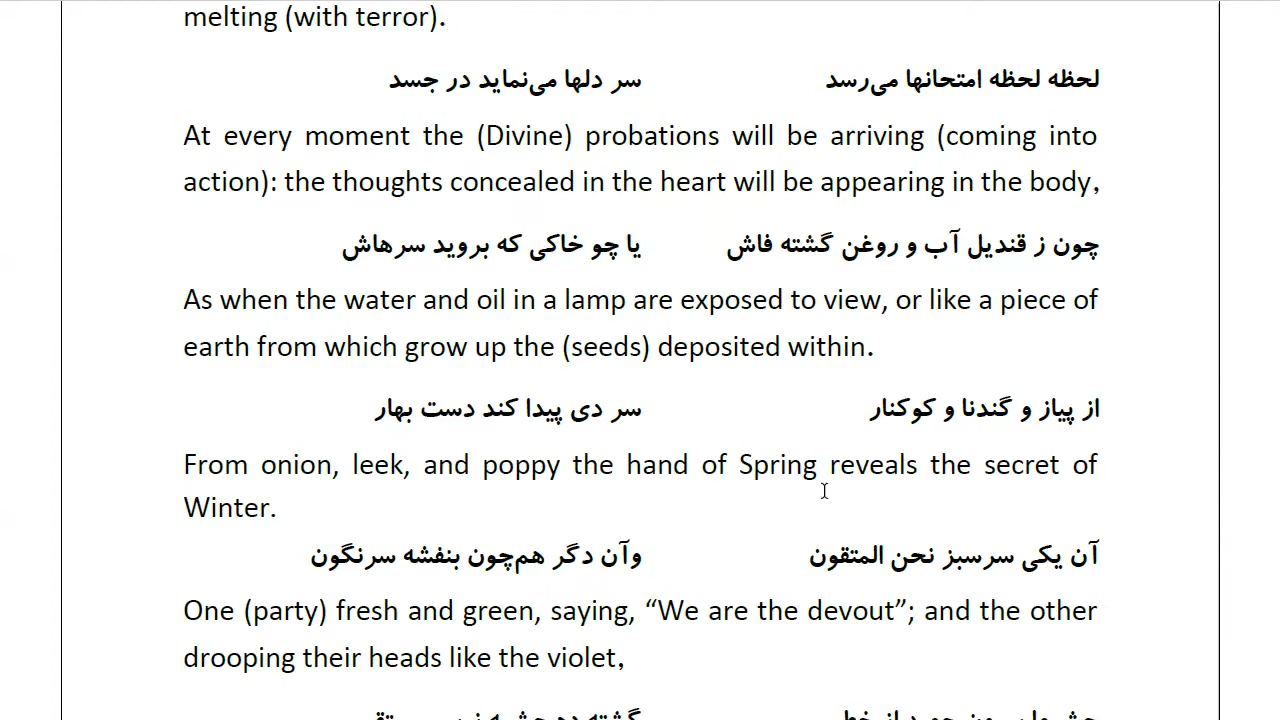 melting (with terror).
لحظه لحظه امتحانها می‌رسد سر دلها می‌نماید در جسد
At every moment the (Divine) probations will be arriving (coming into
action): the thoughts concealed in the heart will be appearing in the body,
چون ز قندیل آب و روغن گشته فاش یا چو خاکی که بروید سرهاش
As when the water and oil in a lamp are exposed to view, or like a piece of
earth from which grow up the (seeds) deposited within.
از پیاز و گندنا و کوکنار سر دی پیدا کند دست بهار
From onion, leek, and poppy the hand of Spring reveals the secret of
Winter.
آن یکی سرسبز نحن المتقون وآن دگر هم‌چون بنفشه سرنگون
One (party) fresh and green, saying, “We are the devout”; and the other
drooping their heads like the violet,